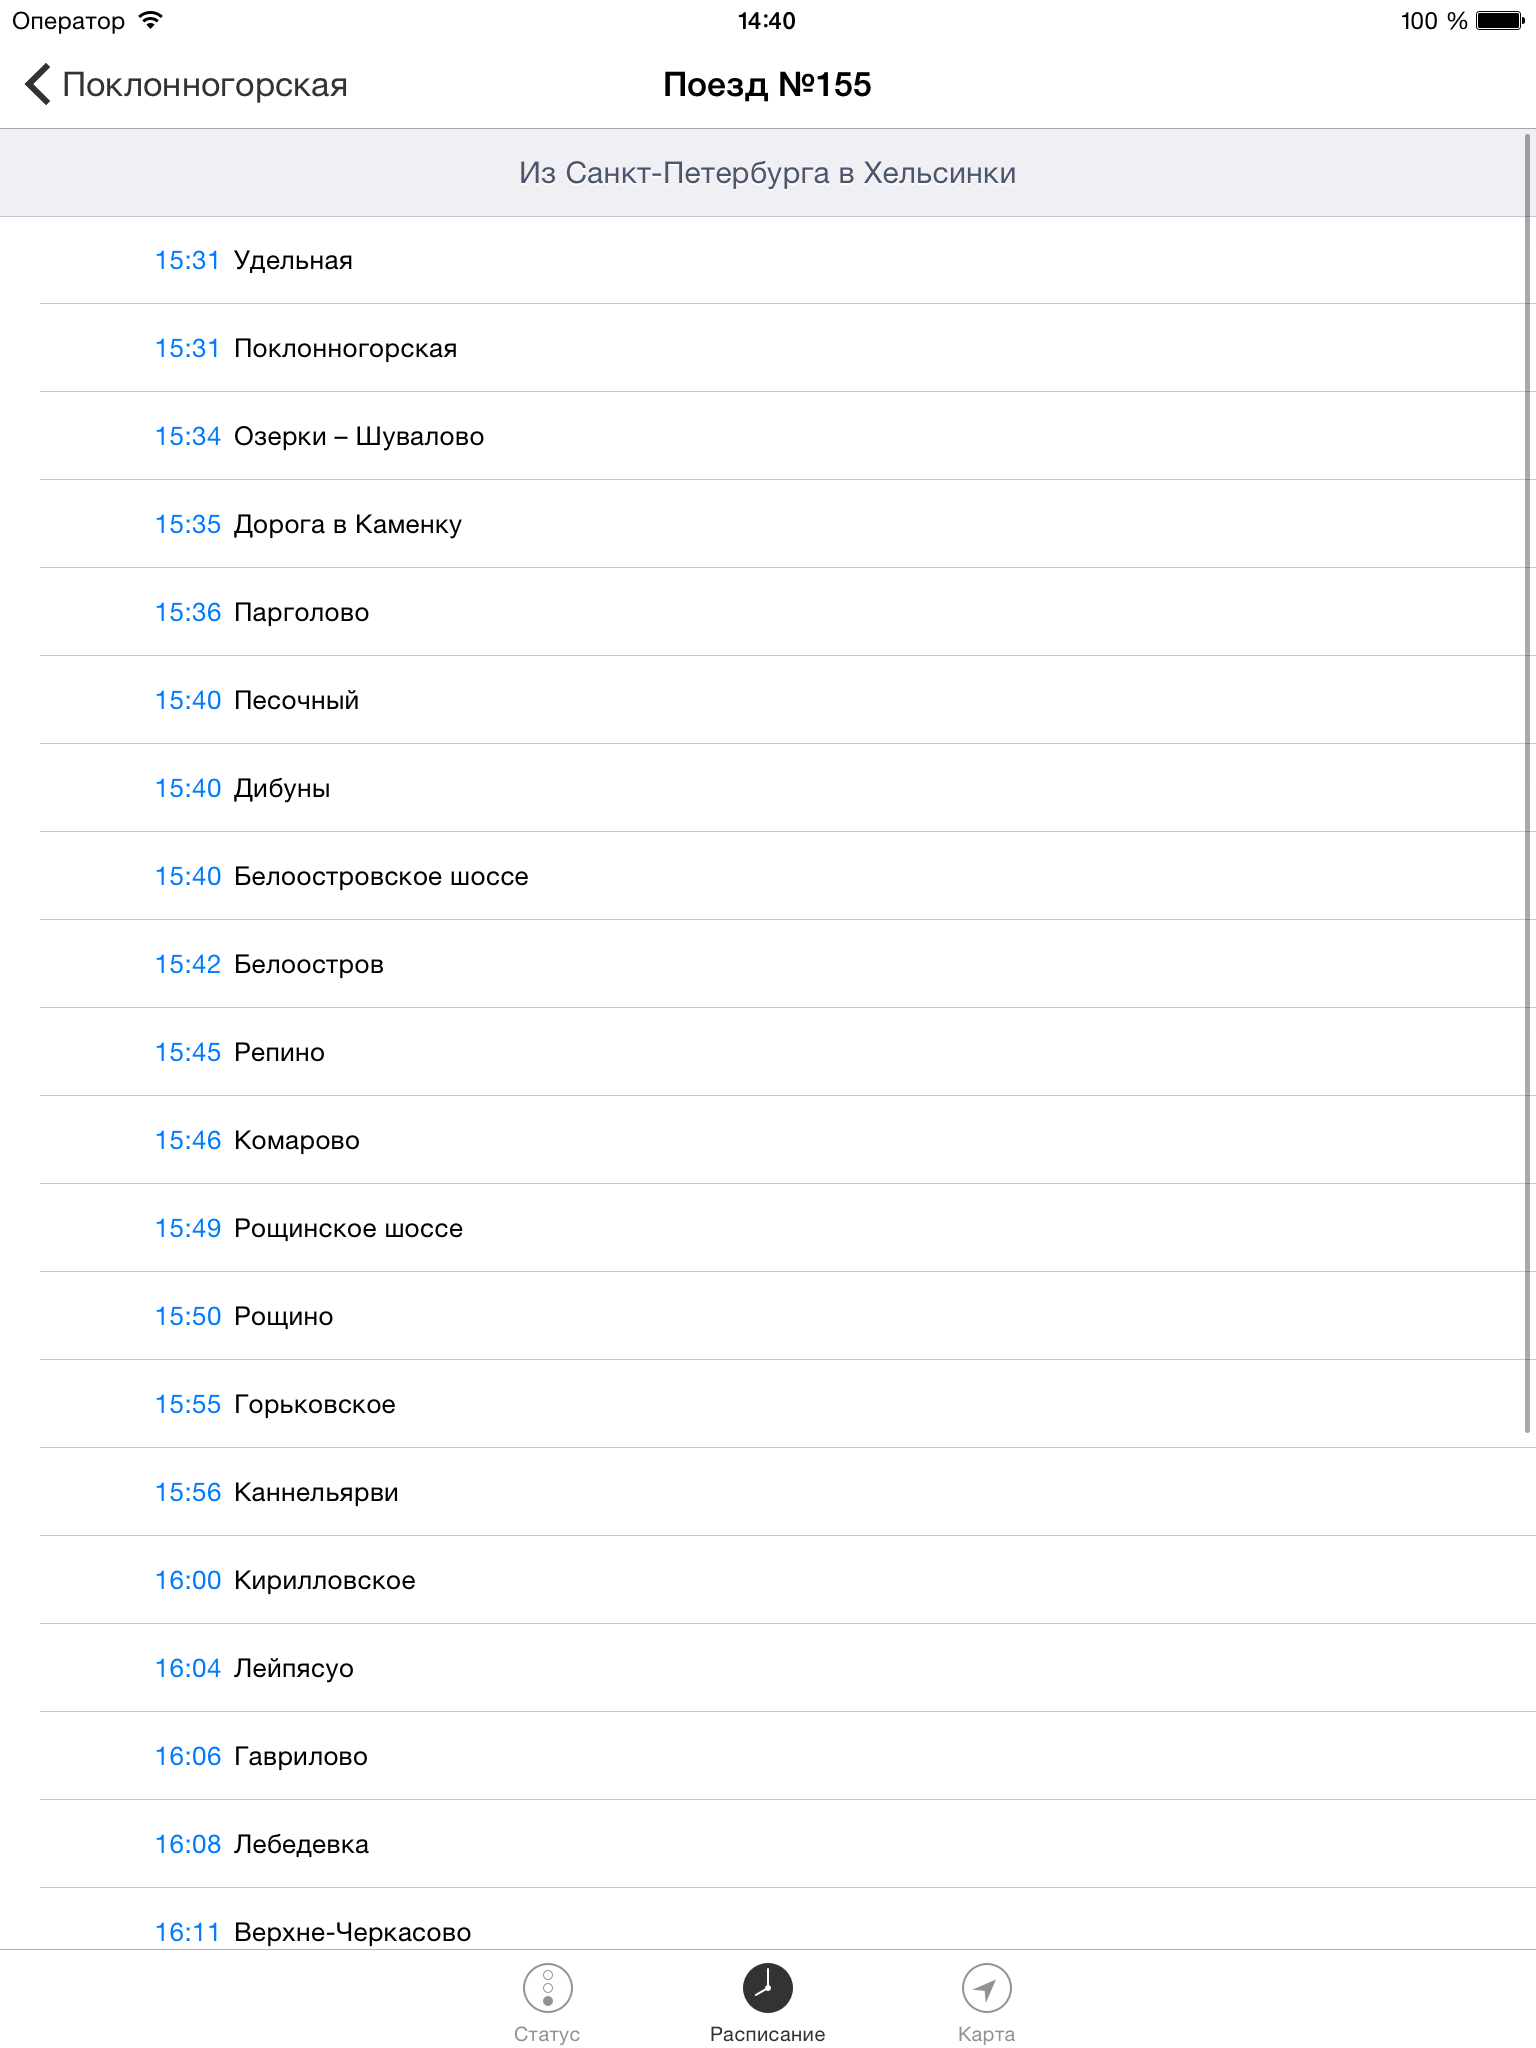 Оператор 14:40 100 %
Поклонногорская Поезд №155
Из Санкт-Петербурга в Хельсинки
15:31 Удельная
15:31 Поклонногорская
15:34 Озерки – Шувалово
15:35 Дорога в Каменку
15:36 Парголово
15:40 Песочный
15:40 Дибуны
15:40 Белоостровское шоссе
15:42 Белоостров
15:45 Репино
15:46 Комарово
15:49 Рощинское шоссе
15:50 Рощино
15:55 Горьковское
15:56 Каннельярви
16:00 Кирилловское
16:04 Лейпясуо
16:06 Гаврилово
16:08 Лебедевка
16:11 Верхне-Черкасово
Статус Расписание Карта